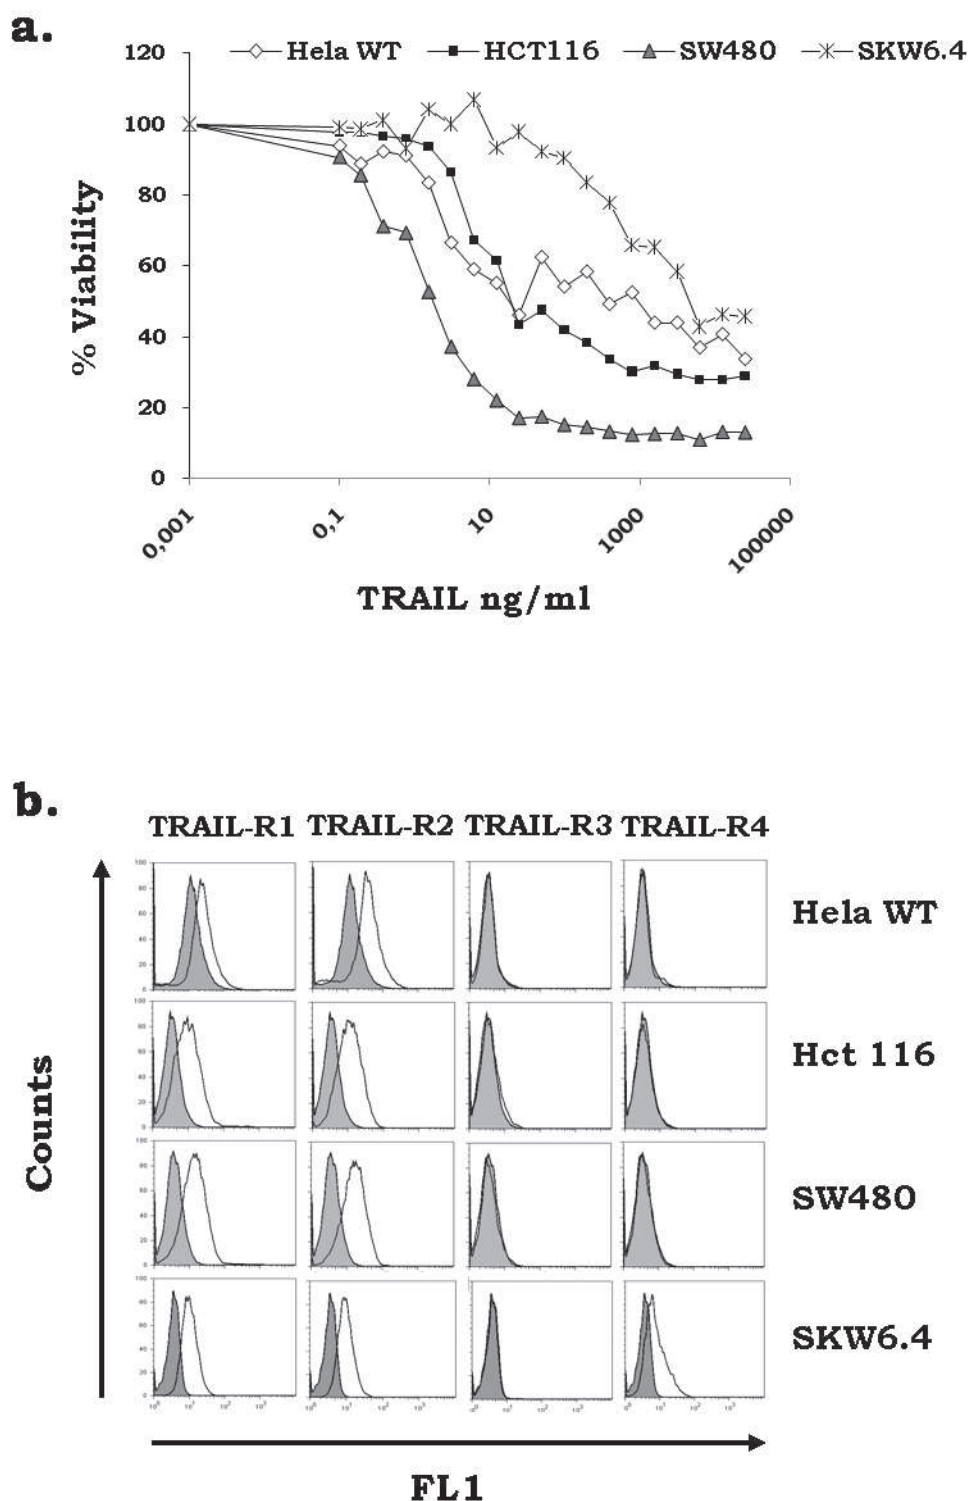 a.
Hela WT HCT116 SW480 SKW6.4
120
100
80
60
40
20
0
% Viability
0,001 0,1 10 1000 100000
TRAIL ng/ml
b.
TRAIL-R1 TRAIL-R2 TRAIL-R3 TRAIL-R4
Hela WT
Hct 116
SW480
SKW6.4
Counts
FL1